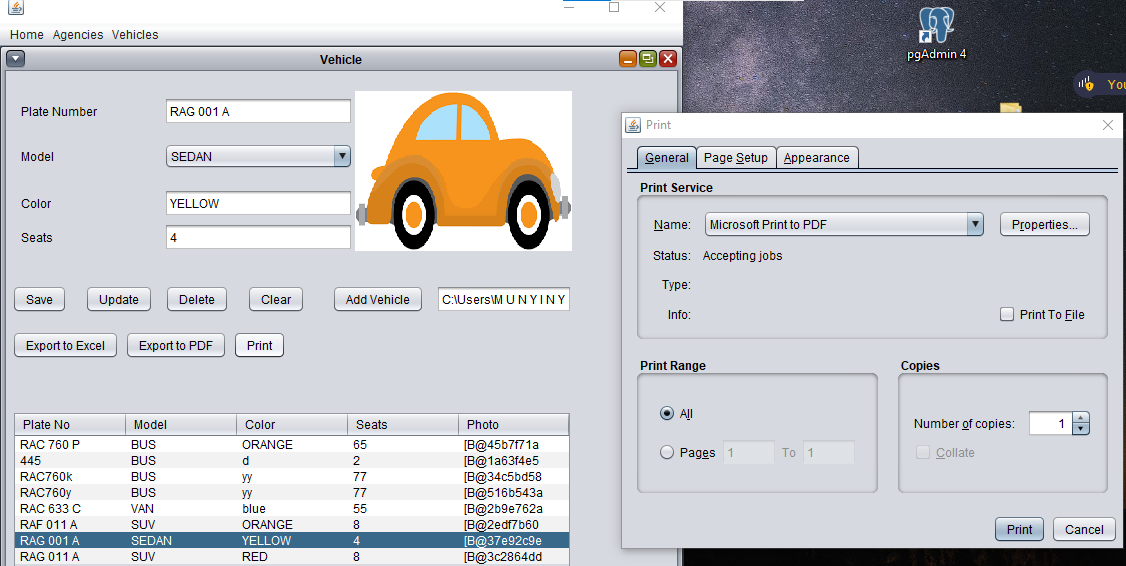 Home Agencies Vehicles
Vehicle
Plate Number RAG 001 A
Model SEDAN
Color YELLOW
Seats 4
Save Update Delete Clear Add Vehicle C:\Users\M U N Y I N Y
Export to Excel Export to PDF Print
Plate No Model Color Seats Photo
RAC 760 P BUS ORANGE 65 [B@45b7f71a
445 BUS d 2 [B@1a63f4e5
RAC760k BUS yy 77 [B@34c5bd58
RAC760y BUS yy 77 [B@516b543a
RAC 633 C VAN blue 55 [B@2b9e762a
RAF 011 A SUV ORANGE 8 [B@2edf7b60
RAG 001 A SEDAN YELLOW 4 [B@37e92c9e
RAG 011 A SUV RED 8 [B@3c2864dd
pgAdmin 4
You
Print
General Page Setup Appearance
Print Service
Name: Microsoft Print to PDF Properties...
Status: Accepting jobs
Type:
Info: Print To File
Print Range
All
Pages 1 To 1
Copies
Number of copies: 1
Collate
Print Cancel